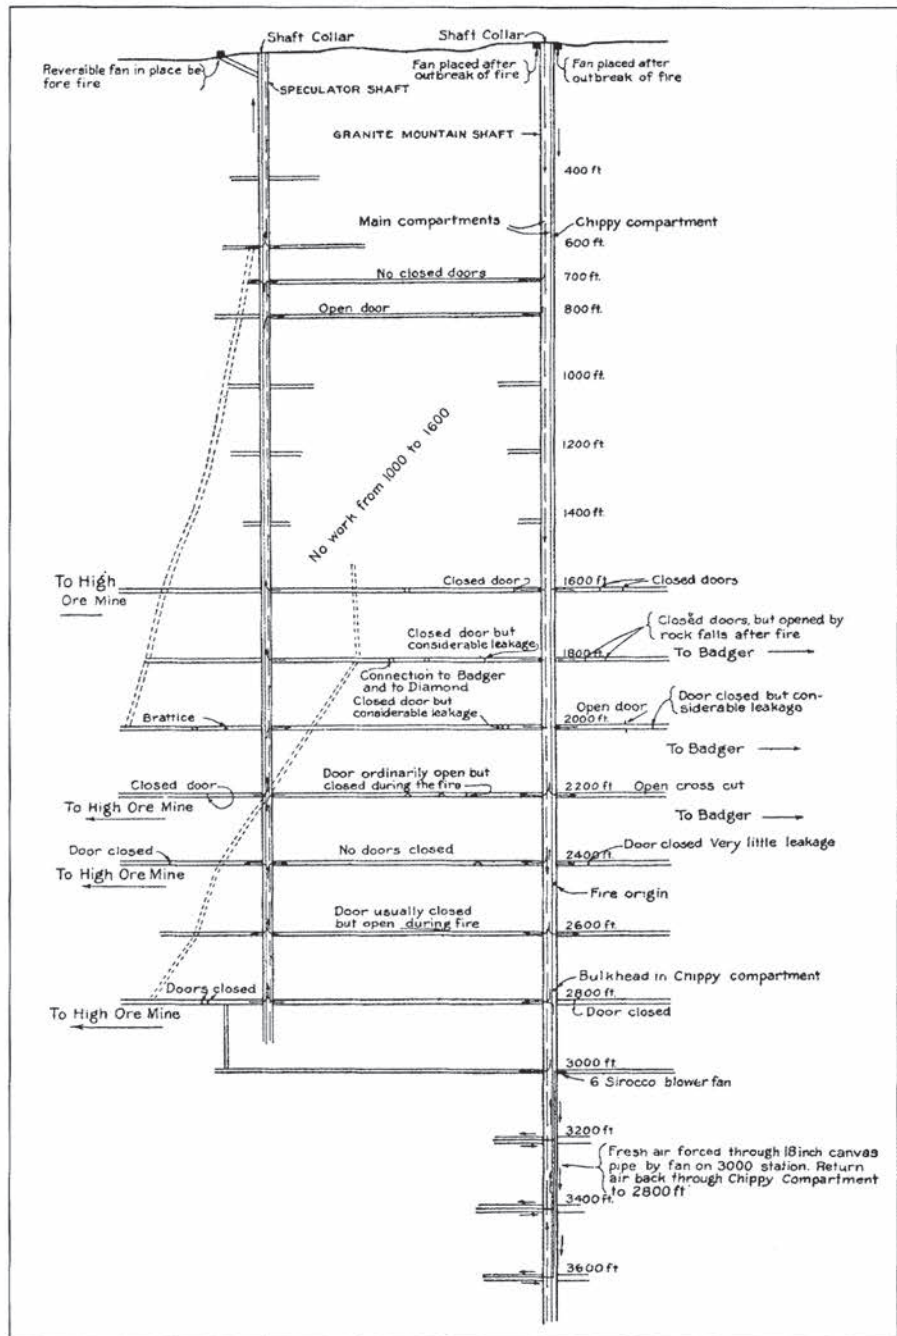 Shaft Collar
Shaft Collar
Reversible fan in place be
fore fire
SPECULATOR SHAFT
Fan placed after
outbreak of fire
Fan placed after
outbreak of fire
GRANITE MOUNTAIN SHAFT
400 ft
Main compartments
Chippy compartment
600 ft.
No closed doors
700 ft.
Open door
800 ft.
1000 ft.
No work from 1000 to 1600
1200 ft.
1400 ft.
To High
Ore Mine
Closed door
1600 ft
Closed doors
Closed door but
considerable leakage
Closed doors, but opened by
rock falls after fire
1800 ft.
To Badger
Connection to Badger
and to Diamond
Brattice
Closed door but
considerable leakage
Open door
2000 ft.
Door closed but con-
siderable leakage
To Badger
Closed door
Door ordinarily open but
closed during the fire
2200 ft
Open cross cut
To High Ore Mine
To Badger
Door closed
No doors closed
2400 ft.
Door closed Very little leakage
To High Ore Mine
Fire origin
Door usually closed
but open during fire
2600 ft.
Bulkhead in Chippy compartment
Doors closed
2800 ft.
To High Ore Mine
Door closed
3000 ft.
6 Sirocco blower fan
3200 ft
Fresh air forced through 18 inch canvas
pipe by fan on 3000 station. Return
air back through Chippy Compartment
to 2800 ft
3400 ft.
3600 ft.